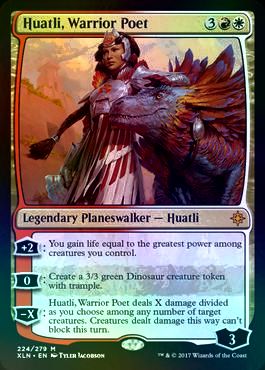 Huatli, Warrior Poet 3
Legendary Planeswalker — Huatli
+2: You gain life equal to the greatest power among
creatures you control.
0: Create a 3/3 green Dinosaur creature token
with trample.
Huatli, Warrior Poet deals X damage divided
-X: as you choose among any number of target
creatures. Creatures dealt damage this way can't
block this turn.
3
224/279 M
XLN • EN Tyler Jacobson
™ & © 2017 Wizards of the Coast